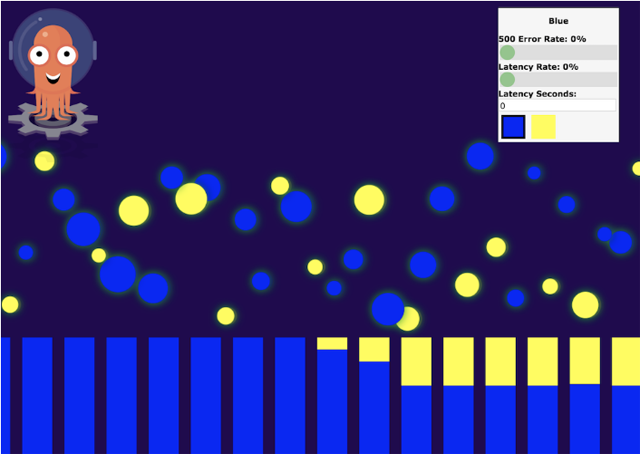 Blue
500 Error Rate: 0%
Latency Rate: 0%
Latency Seconds:
0